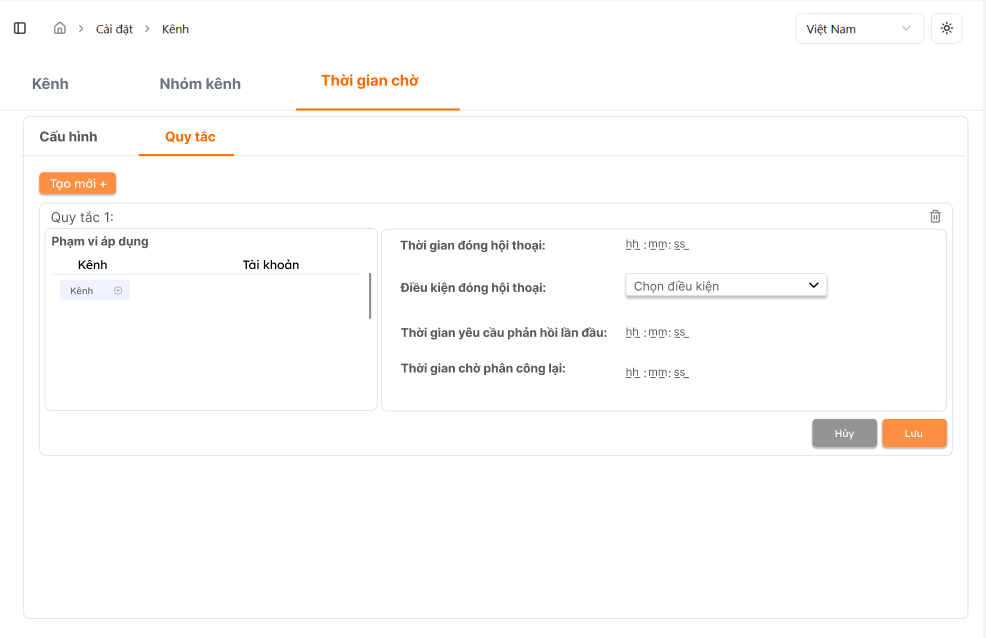 Cài đặt
Kênh
Việt Nam
Kênh
Nhóm kênh
Thời gian chờ
Cấu hình
Quy tắc
Tạo mới +
Quy tắc 1:
Phạm vi áp dụng
Kênh
Tài khoản
Kênh
Thời gian đóng hội thoại:
hh : mm: ss
Điều kiện đóng hội thoại:
Chọn điều kiện
Thời gian yêu cầu phản hồi lần đầu:
hh : mm: ss
Thời gian chờ phân công lại:
hh : mm: ss
Hủy
Lưu